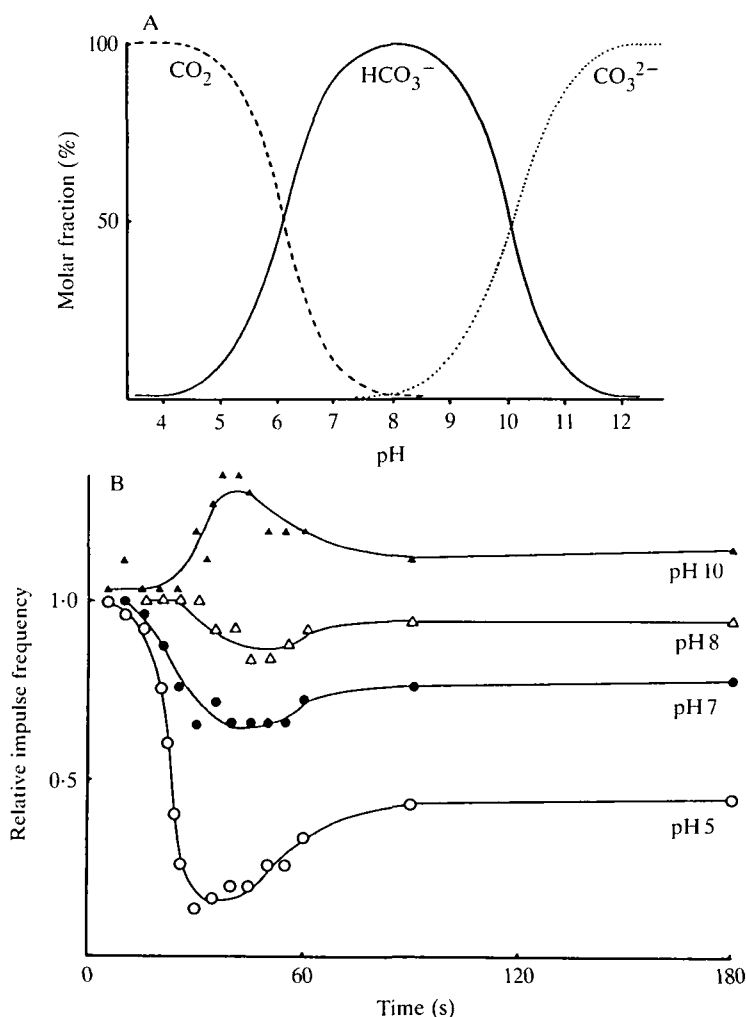 A
100
CO₂
HCO₃⁻
CO₃²⁻
Molar fraction (%)
50
4 5 6 7 8 9 10 11 12
pH
B
pH 10
1·0
pH 8
pH 7
Relative impulse frequency
0·5
pH 5
0 60 120 180
Time (s)